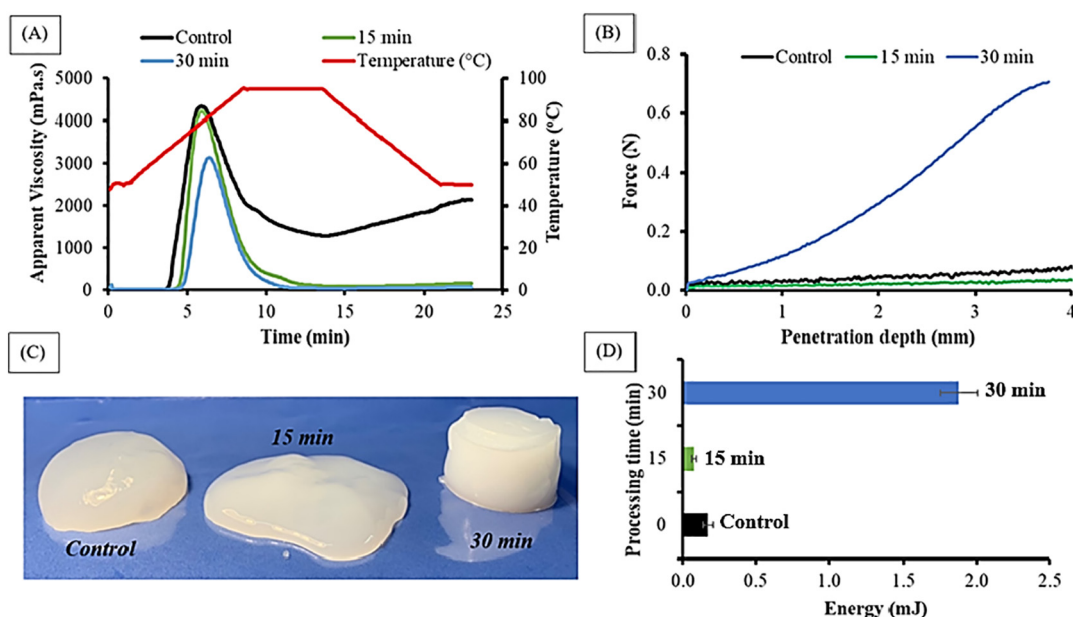 (A)
Control
15 min
30 min
Temperature (°C)
5000
4000
3000
2000
1000
0
100
80
60
40
20
0
0
5
10
15
20
25
Apparent Viscosity (mPa.s)
Temperature (°C)
Time (min)
(B)
Control
15 min
30 min
0.8
0.6
0.4
0.2
0.0
0
1
2
3
4
Force (N)
Penetration depth (mm)
(C)
15 min
Control
30 min
(D)
Processing time (min)
30
15
0
30 min
15 min
Control
0.0
0.5
1.0
1.5
2.0
2.5
Energy (mJ)